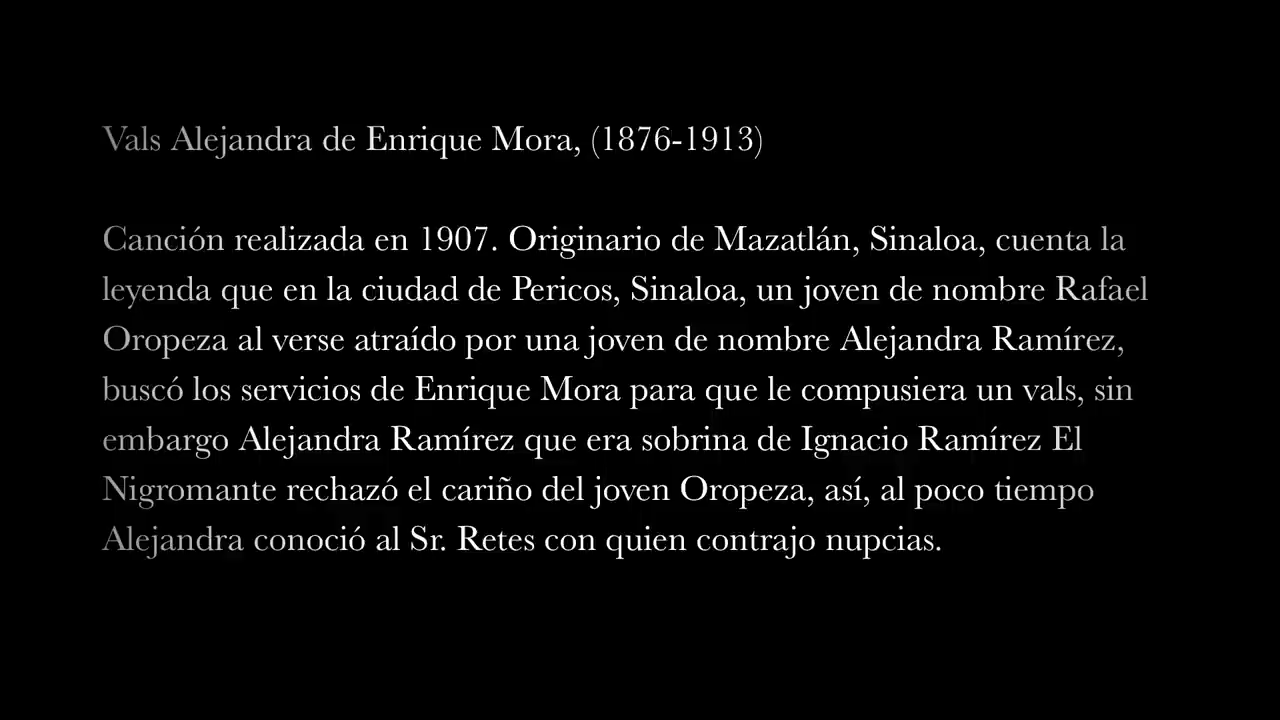 Vals Alejandra de Enrique Mora, (1876-1913)
Canción realizada en 1907. Originario de Mazatlán, Sinaloa, cuenta la
leyenda que en la ciudad de Pericos, Sinaloa, un joven de nombre Rafael
Oropeza al verse atraído por una joven de nombre Alejandra Ramírez,
buscó los servicios de Enrique Mora para que le compusiera un vals, sin
embargo Alejandra Ramírez que era sobrina de Ignacio Ramírez El
Nigromante rechazó el cariño del joven Oropeza, así, al poco tiempo
Alejandra conoció al Sr. Retes con quien contrajo nupcias.